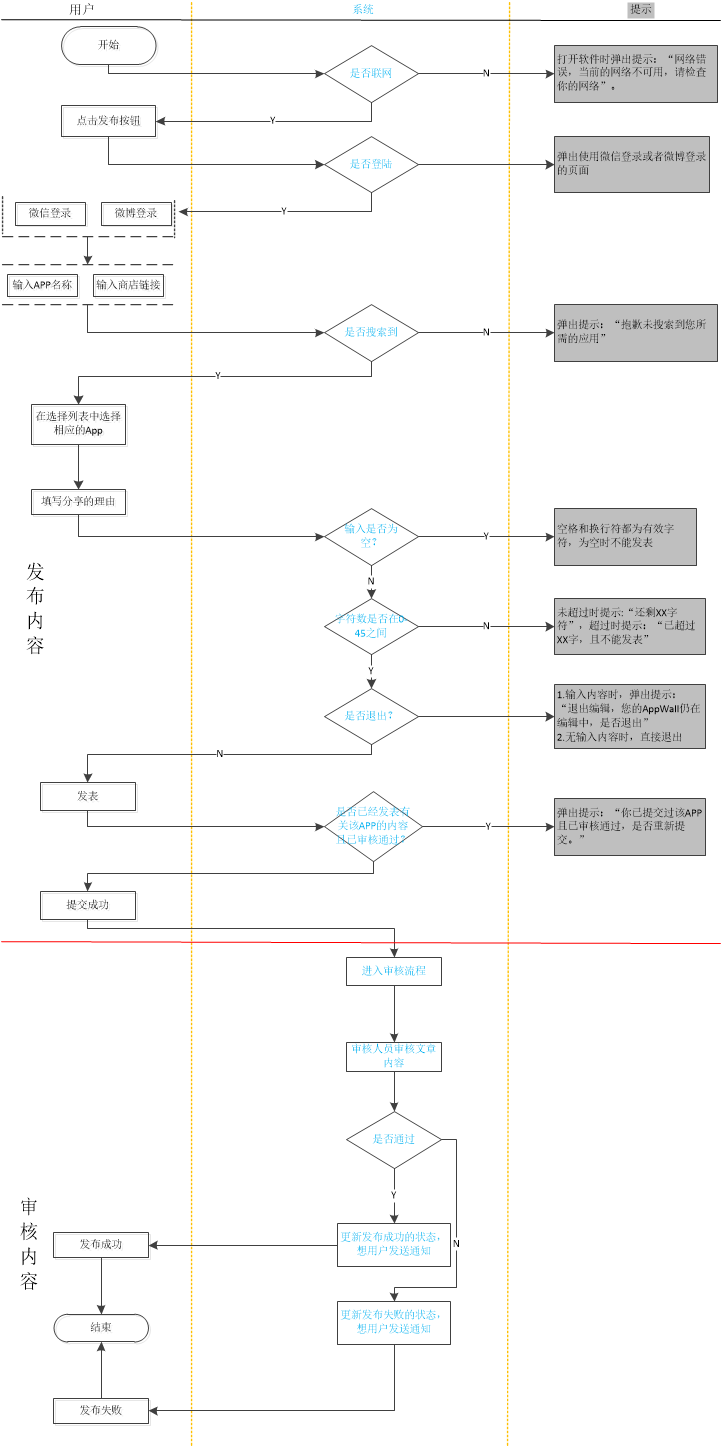 用户
系统
提示
开始
是否联网
N
打开软件时弹出提示：“网络错
误，当前的网络不可用，请检查
你的网络”。
Y
点击发布按钮
是否登陆
弹出使用微信登录或者微博登录
的页面
Y
微信登录
微博登录
输入APP名称
输入商店链接
是否搜索到
N
弹出提示：“抱歉未搜索到您所
需的应用”
Y
在选择列表中选择
相应的App
填写分享的理由
输入是否为
空？
Y
空格和换行符都为有效字
符，为空时不能发表
N
发
布
内
容
字符数是否在0-
45之间
N
未超过时提示:“还剩XX字
符”，超过时提示：“已超过
XX字，且不能发表”
Y
是否退出？
1.输入内容时，弹出提示：
“退出编辑，您的AppWall仍在
编辑中，是否退出”
2.无输入内容时，直接退出
N
发表
是否已经发表有
关该APP的内容
且已审核通过？
Y
弹出提示：“你已提交过该APP
且已审核通过，是否重新提
交。”
提交成功
进入审核流程
审核人员审核文章
内容
是否通过
Y
N
审
核
内
容
更新发布成功的状态，
想用户发送通知
发布成功
结束
更新发布失败的状态，
想用户发送通知
发布失败